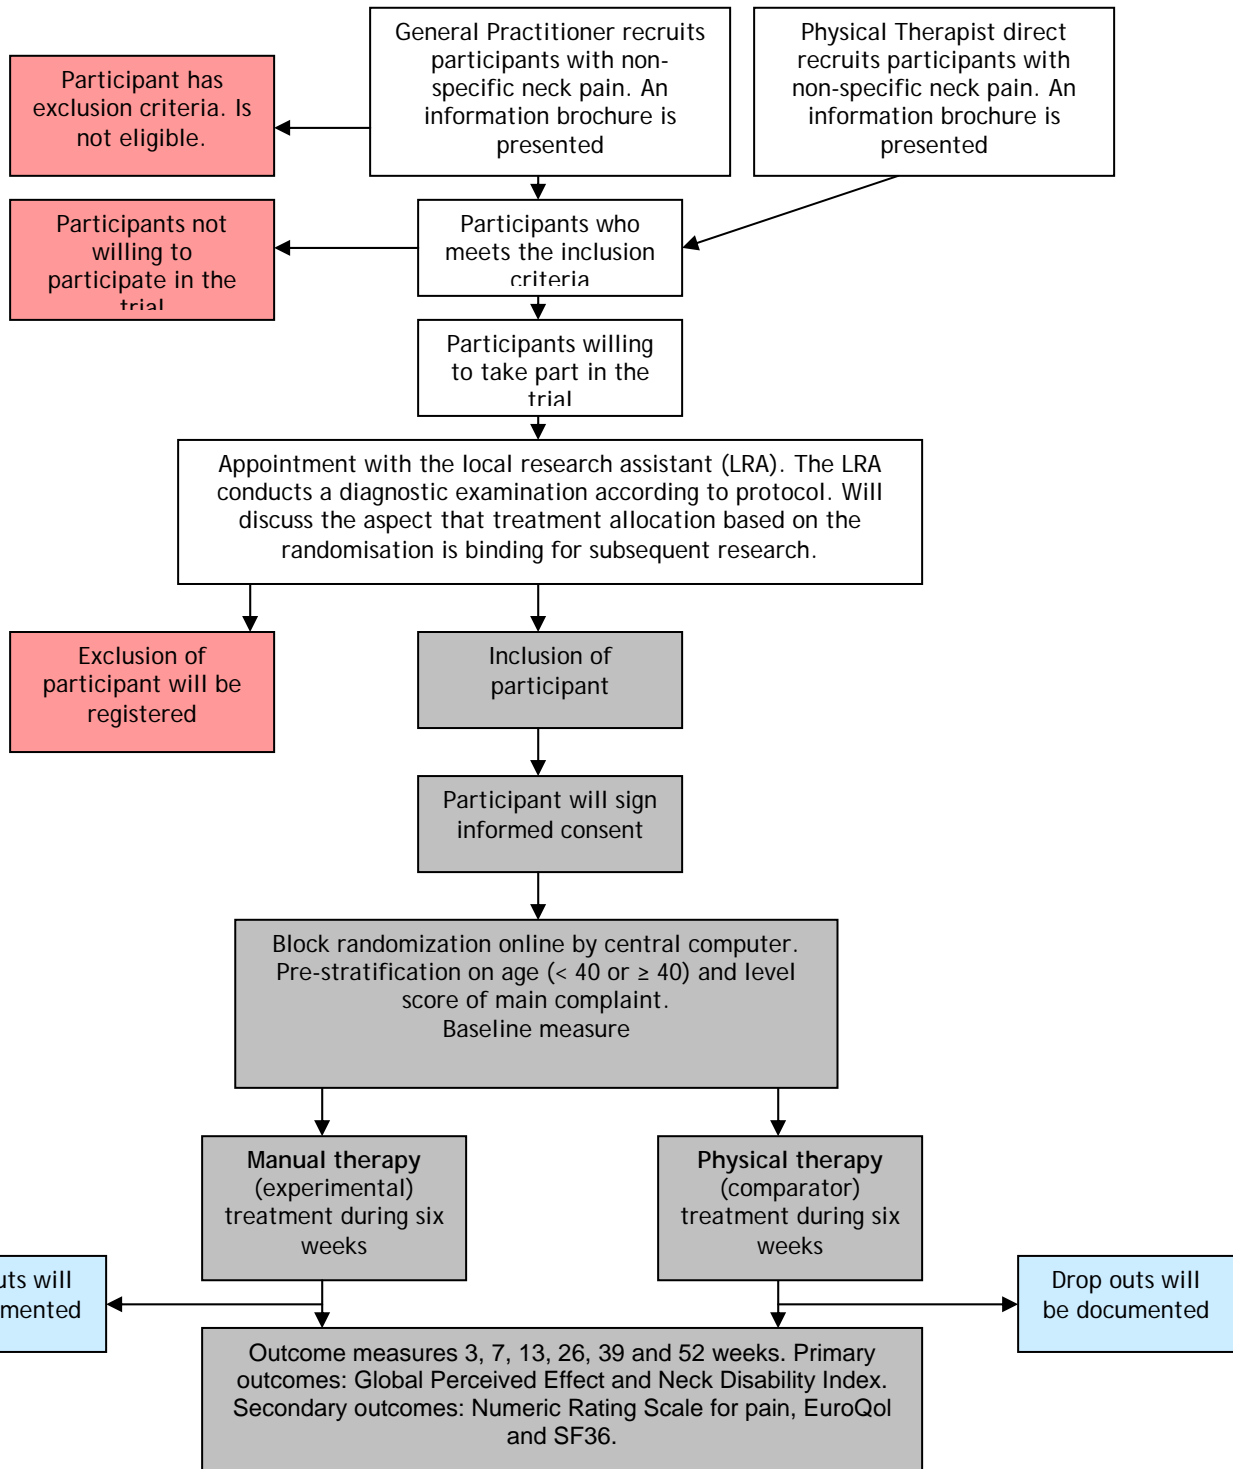 General Practitioner recruits
participants with non-
specific neck pain. An
information brochure is
presented
Physical Therapist direct
recruits participants with
non-specific neck pain. An
information brochure is
presented
Participant has
exclusion criteria. Is
not eligible.
Participants not
willing to
participate in the
trial
Participants who
meets the inclusion
criteria
Participants willing
to take part in the
trial
Appointment with the local research assistant (LRA). The LRA
conducts a diagnostic examination according to protocol. Will
discuss the aspect that treatment allocation based on the
randomisation is binding for subsequent research.
Exclusion of
participant will be
registered
Inclusion of
participant
Participant will sign
informed consent
Block randomization online by central computer.
Pre-stratification on age (< 40 or ≥ 40) and level
score of main complaint.
Baseline measure
Manual therapy
(experimental)
treatment during six
weeks
Physical therapy
(comparator)
treatment during six
weeks
uts will
mented
Drop outs will
be documented
Outcome measures 3, 7, 13, 26, 39 and 52 weeks. Primary
outcomes: Global Perceived Effect and Neck Disability Index.
Secondary outcomes: Numeric Rating Scale for pain, EuroQol
and SF36.